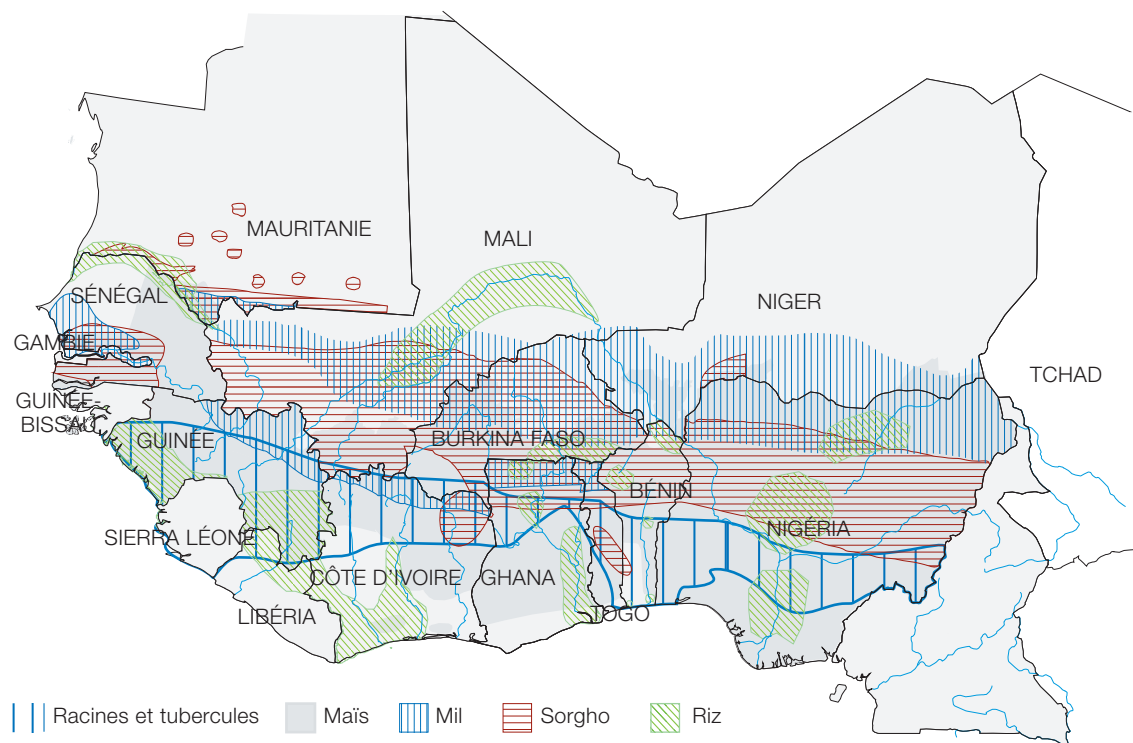 MAURITANIE
MALI
NIGER
SÉNÉGAL
GAMBIE
TCHAD
GUINÉE-
BISSAU
GUINÉE
BURKINA FASO
BÉNIN
SIERRA LÉONE
NIGÉRIA
CÔTE D'IVOIRE
GHANA
LIBÉRIA
TOGO
Racines et tubercules
Maïs
Mil
Sorgho
Riz